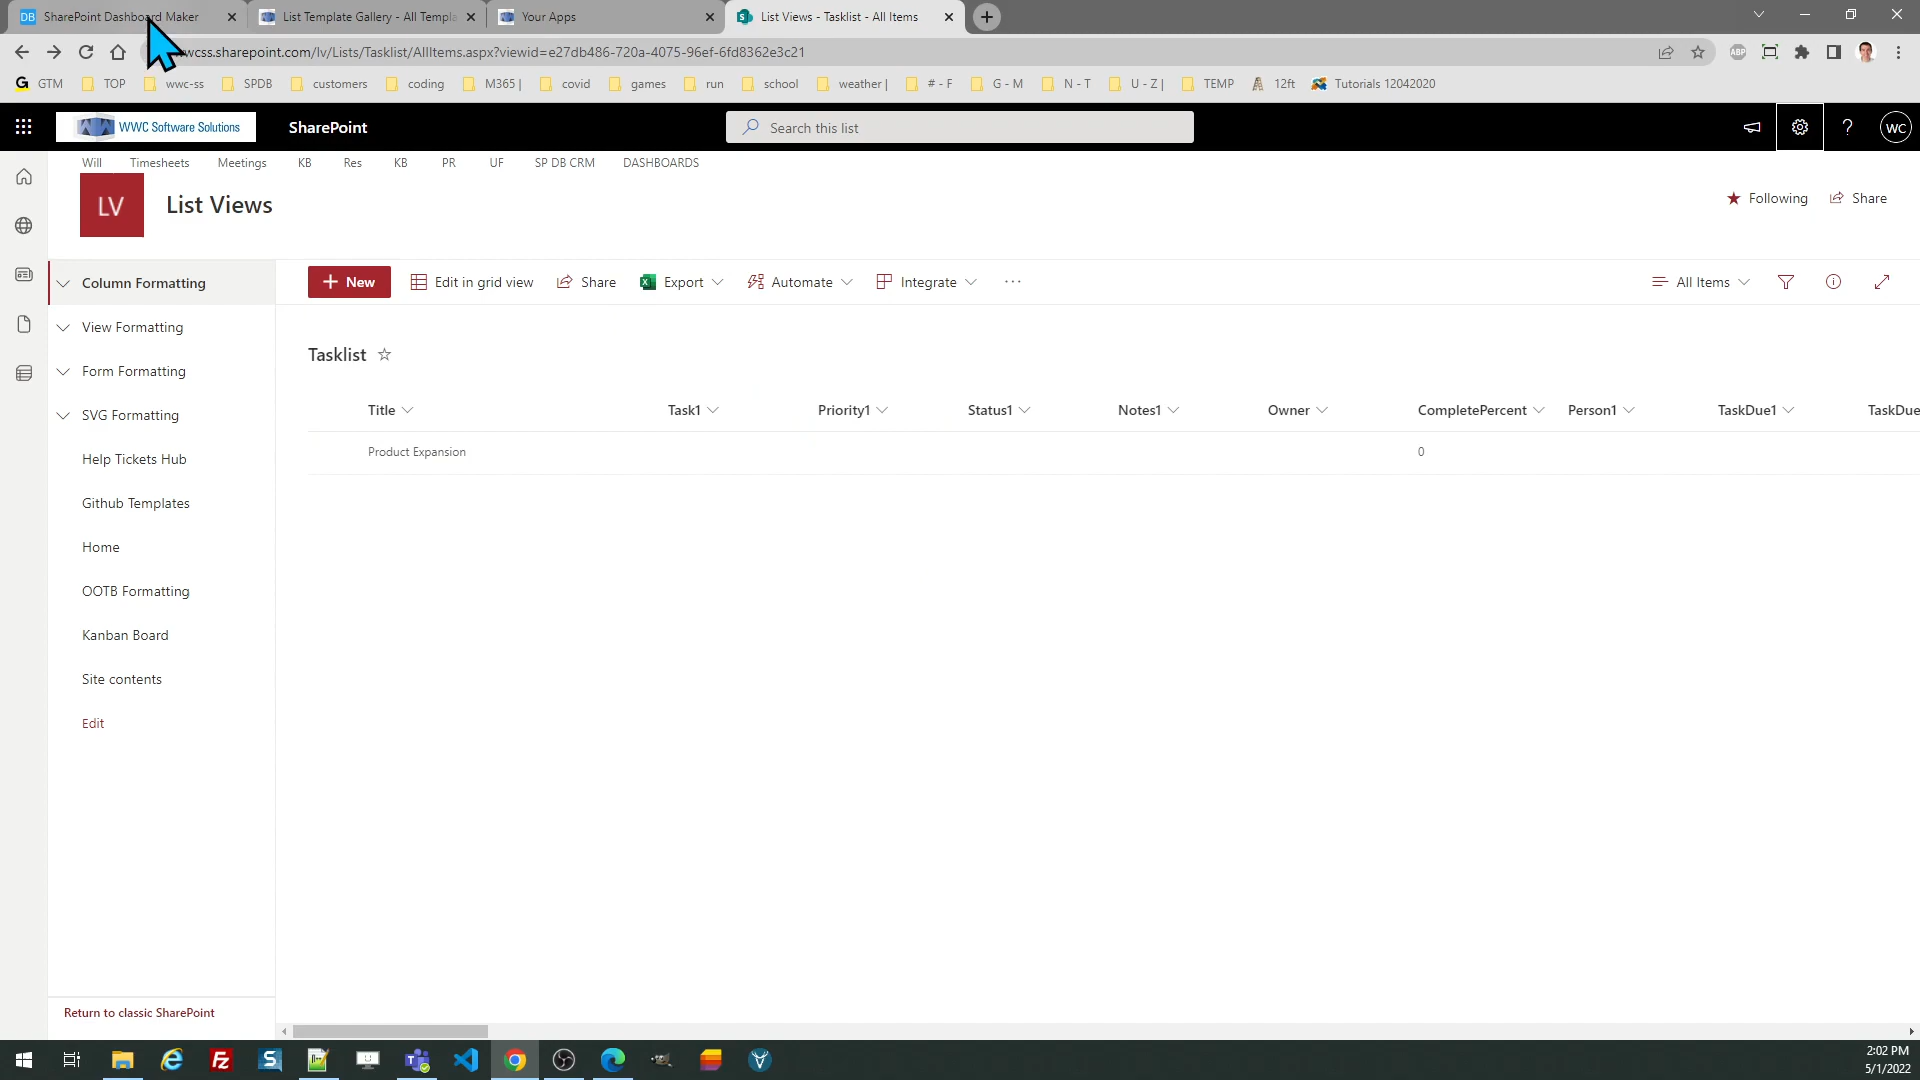 DB SharePoint Dashboard Maker
List Template Gallery - All Templa
Your Apps
List Views - Tasklist - All Items
wcss.sharepoint.com/lv/Lists/Tasklist/AllItems.aspx?viewid=e27db486-720a-4075-96ef-6fd8362e3c21
ABP
G GTM
TOP
wwc-ss
SPDB
customers
coding
M365 |
covid
games
run
school
weather |
# - F
G - M
N - T
U - Z |
TEMP
12ft
Tutorials 12042020
WWC Software Solutions
SharePoint
Search this list
?
WC
Will
Timesheets
Meetings
KB
Res
KB
PR
UF
SP DB CRM
DASHBOARDS
LV
List Views
Following
Share
Column Formatting
View Formatting
Form Formatting
SVG Formatting
Help Tickets Hub
Github Templates
Home
OOTB Formatting
Kanban Board
Site contents
Edit
Return to classic SharePoint
+ New
Edit in grid view
Share
Export
Automate
Integrate
...
All Items
Tasklist
Title
Task1
Priority1
Status1
Notes1
Owner
CompletePercent
Person1
TaskDue1
TaskDue
Product Expansion
0
2:02 PM
5/1/2022